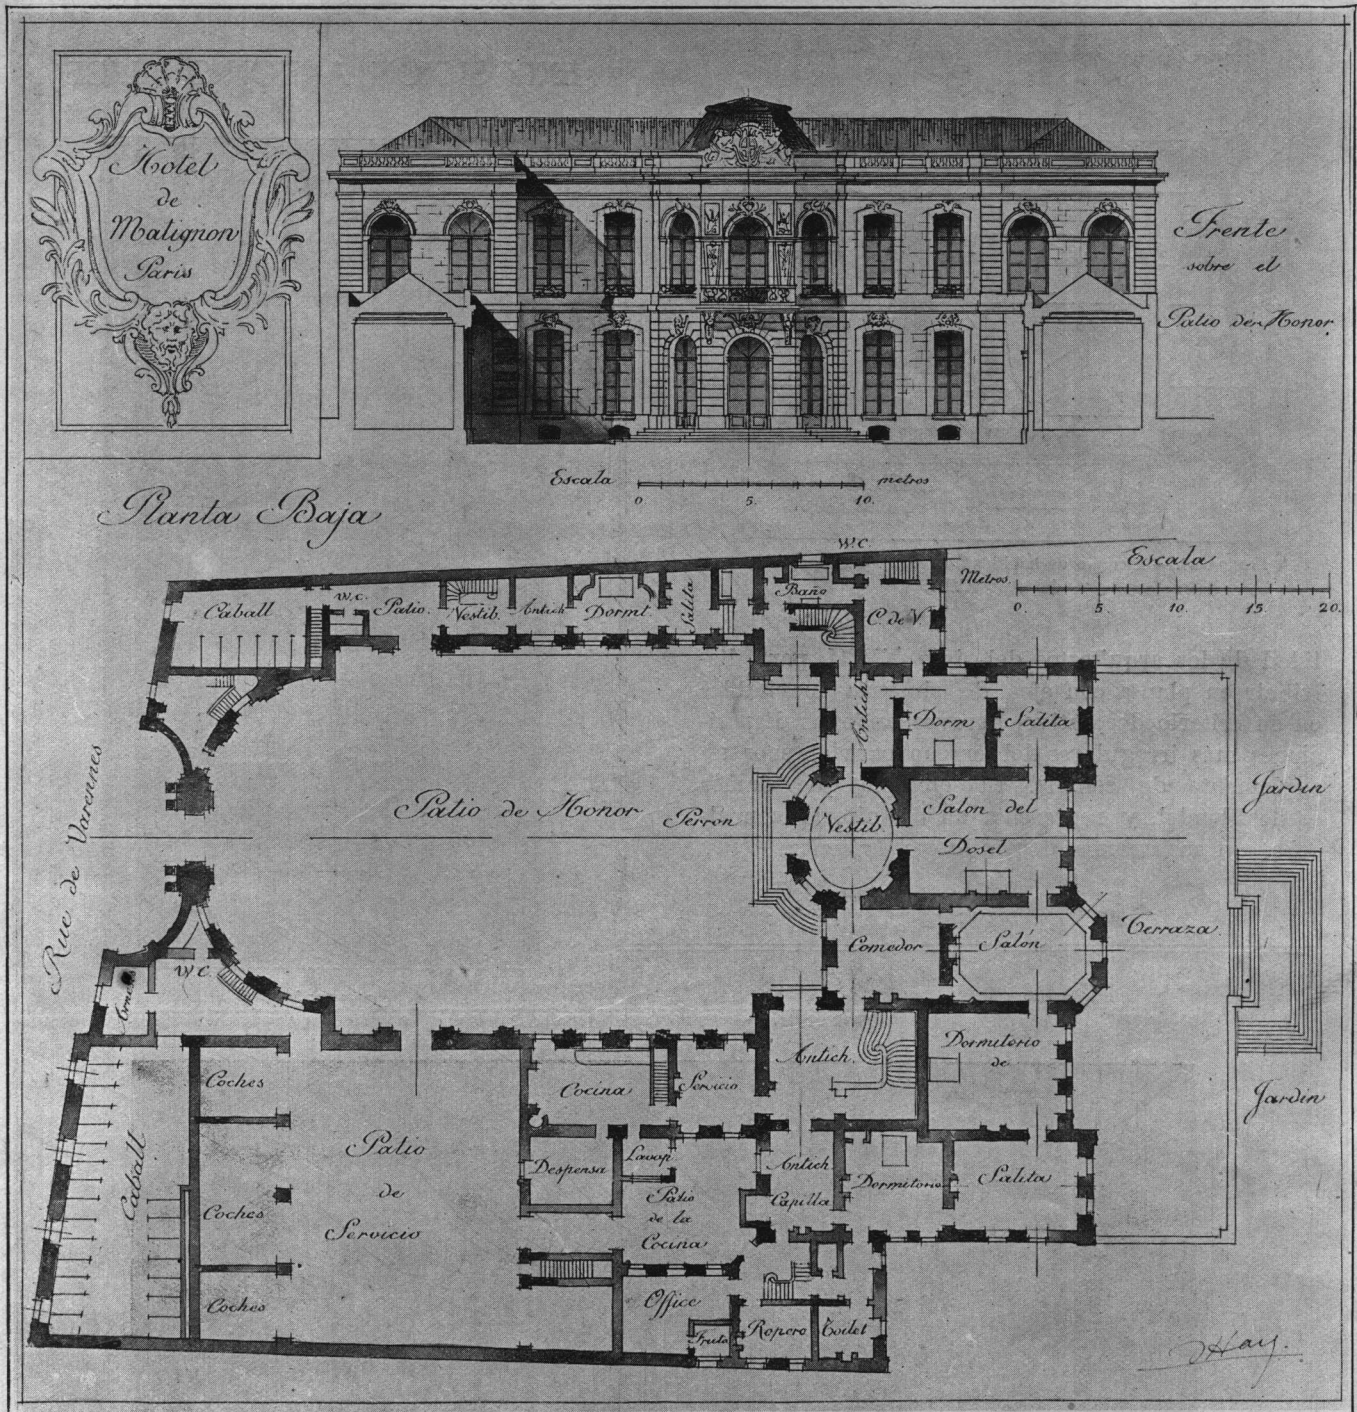 Hotel
de
Matignon
Paris
Frente
sobre el
Patio de Honor
Escala
metros
0 5. 10.
Planta Baja
W.C.
Escala
Metros.
0. 5. 10. 15. 20.
Caball
W.C.
Patio.
Vestib.
Antich
Dormt.
Salita
Baño
C. de V.
Antich
Dorm
Salita
Rue de Varennes
Patio de Honor
Perron
Vestib.
Salon del
Dosel
Jardin
Comedor
Salón
Terraza
W.C
Antich.
Dormitorio
de
Coches
Cocina
Servicio
Jardin
Caball.
Patio
de
Servicio
Despensa
Lavop.
Antich
Capilla
Dormitorio
Salita
Patio
de la
Cocina
Coches
Coches
Office
Fruta
Ropero
Toilet